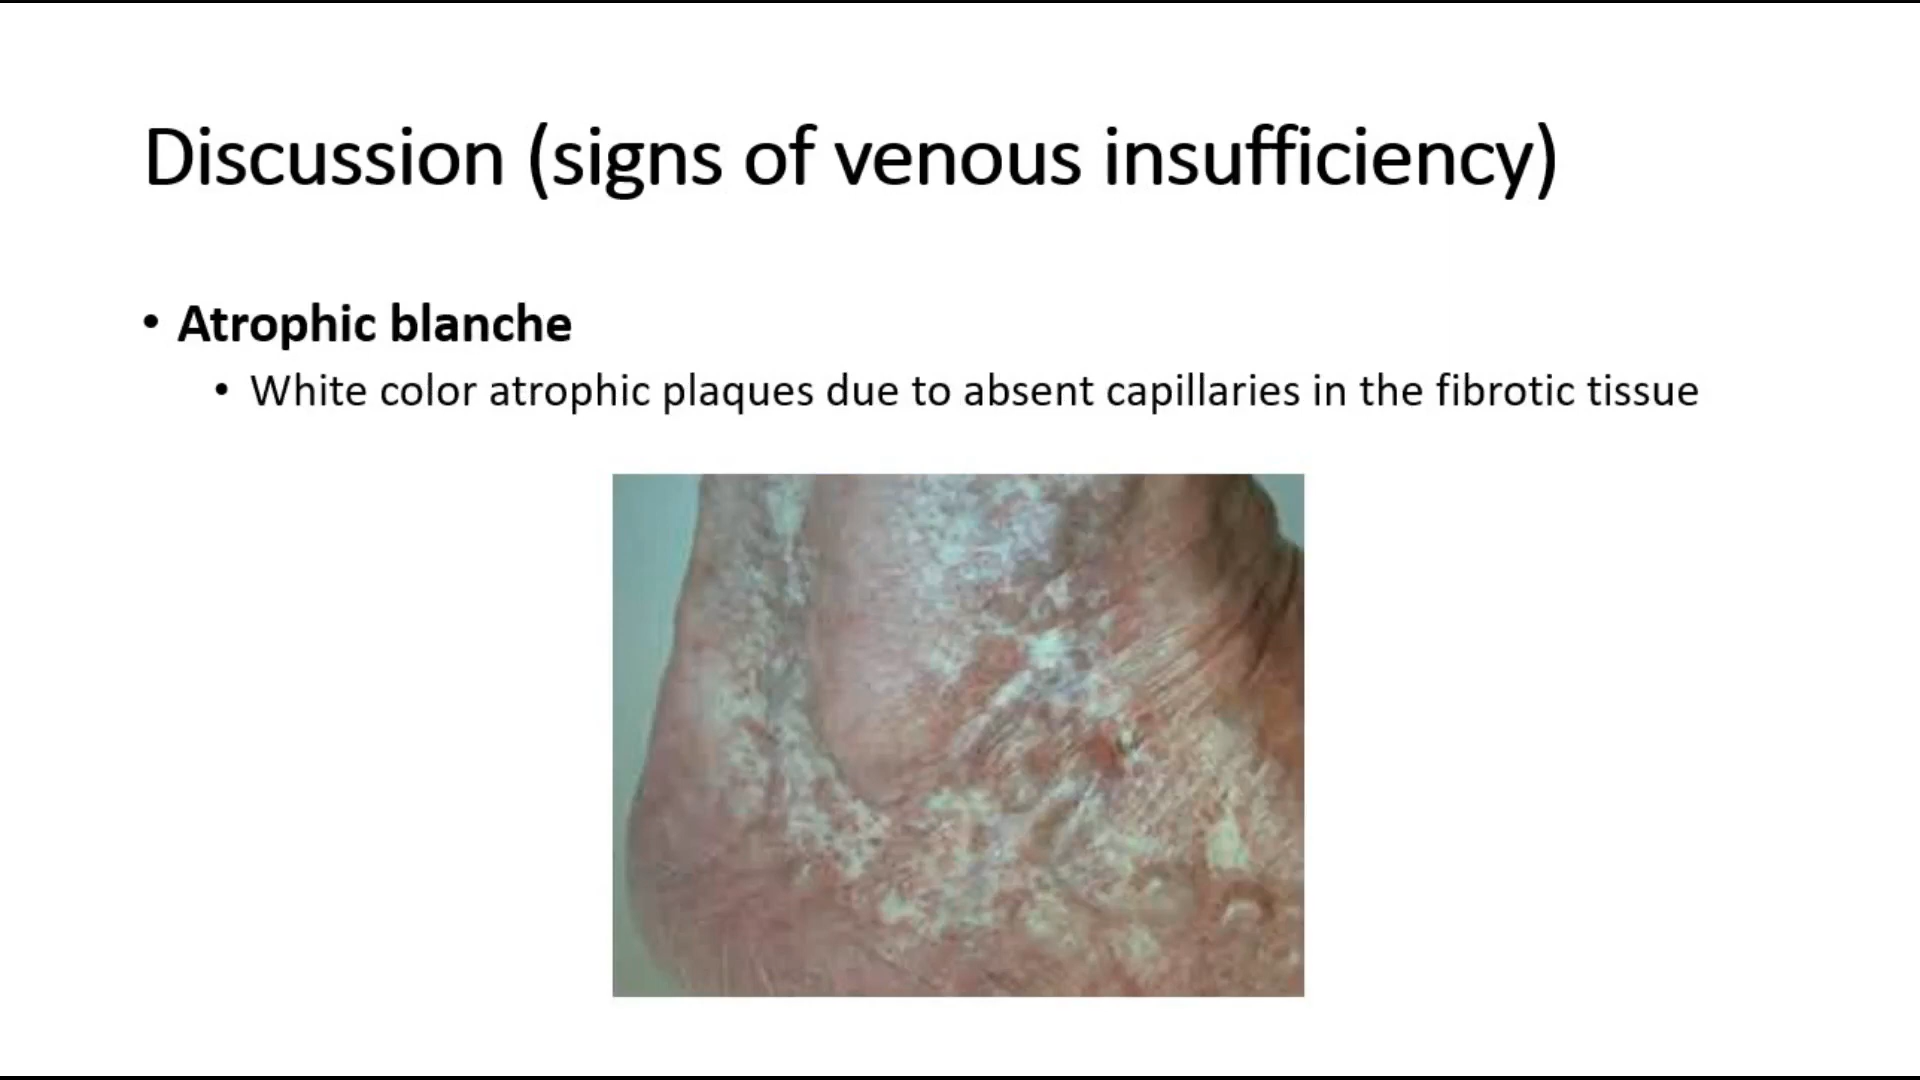 Discussion (signs of venous insufficiency)
• Atrophic blanche
• White color atrophic plaques due to absent capillaries in the fibrotic tissue